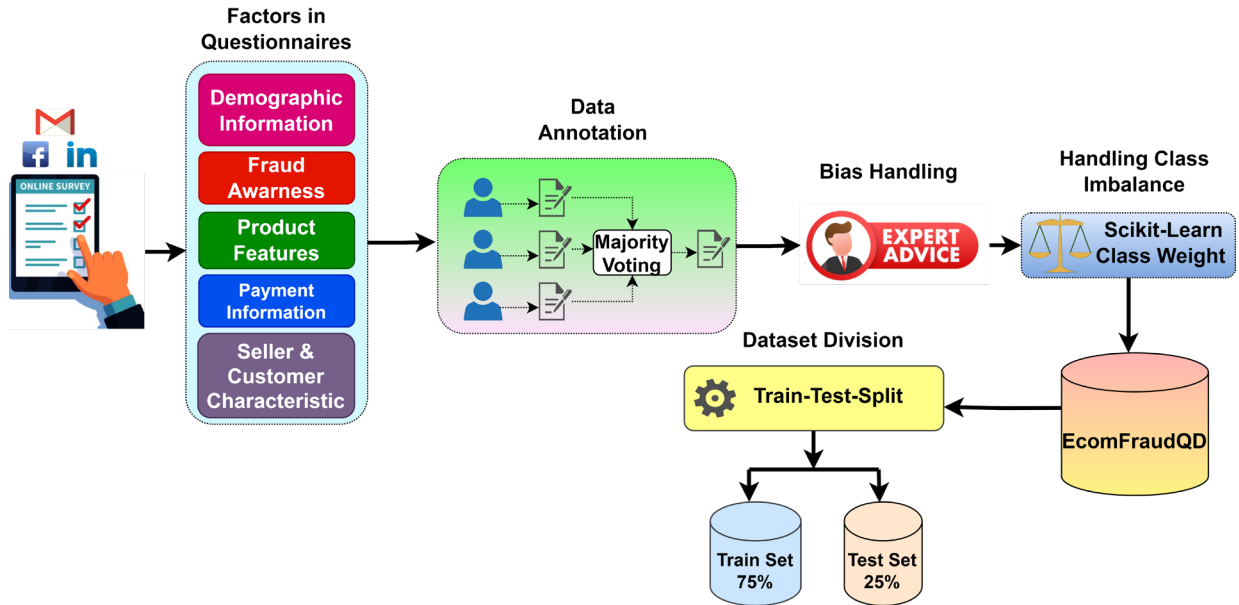 Factors in
Questionnaires
ONLINE SURVEY
Demographic
Information
Fraud
Awarness
Product
Features
Payment
Information
Seller &
Customer
Characteristic
Data
Annotation
Majority
Voting
Bias Handling
EXPERT
ADVICE
Handling Class
Imbalance
Scikit-Learn
Class Weight
EcomFraudQD
Dataset Division
Train-Test-Split
Train Set
75%
Test Set
25%
f
in